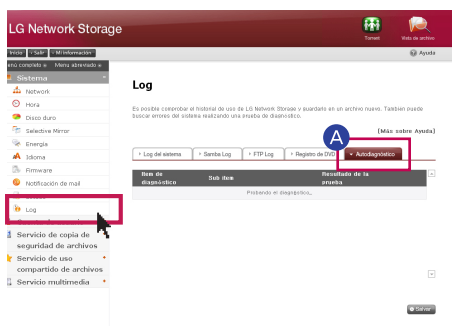 LG Network Storage
Torrent
Vista de archivo
Inicio
Salir
Mi información
Ayuda
menú completo
Menu abreviado
Sistema
Network
Hora
Disco duro
Selective Mirror
Energía
Idioma
Firmware
Notificación de mail
Log
Servicio de copia de
seguridad de archivos
Servicio de uso
compartido de archivos
Servicio multimedia
Log
Es posible comprobar el historial de uso de LG Network Storage y guardarlo en un archivo nuevo. También puede
buscar errores del sistema realizando una prueba de diagnóstico.
[Más sobre Ayuda]
A
Log del sistema
Samba Log
FTP Log
Registro de DVD
Autodiagnóstico
Item de
diagnóstico
Sub item
Resultado de la
prueba
Probando el diagnóstico...
Salvar